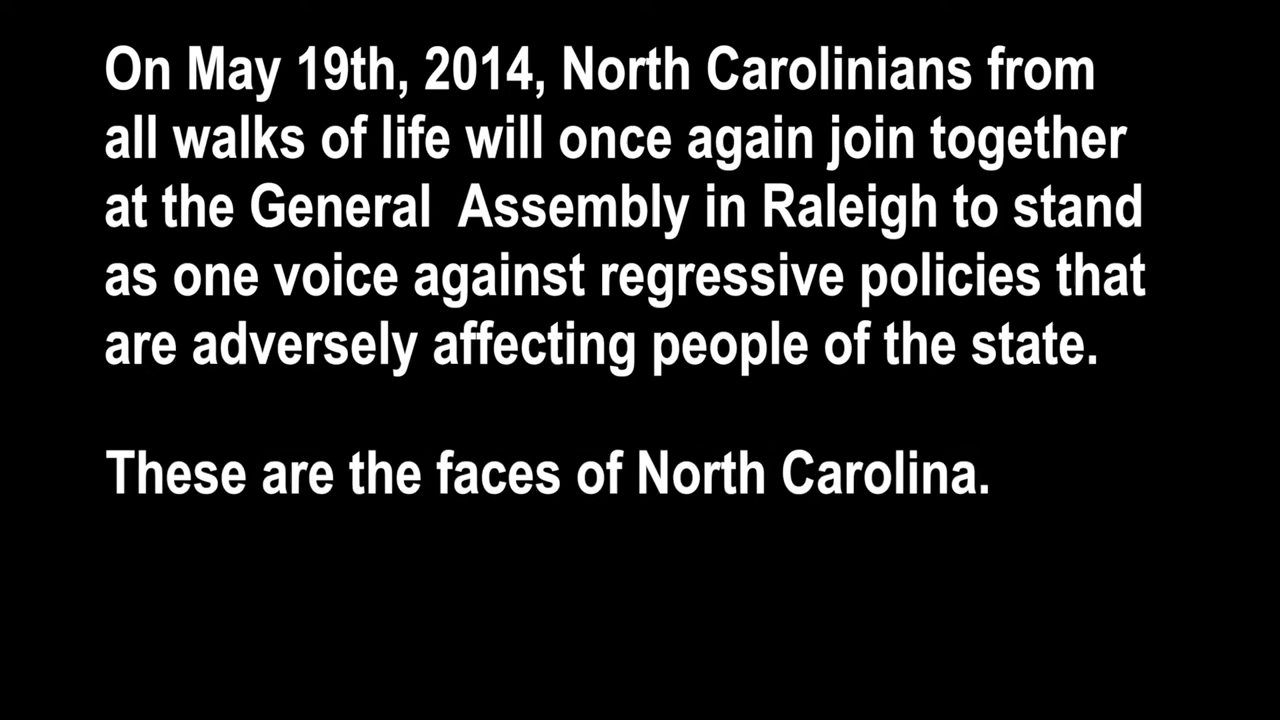 On May 19th, 2014, North Carolinians from
all walks of life will once again join together
at the General  Assembly in Raleigh to stand
as one voice against regressive policies that
are adversely affecting people of the state.
These are the faces of North Carolina.